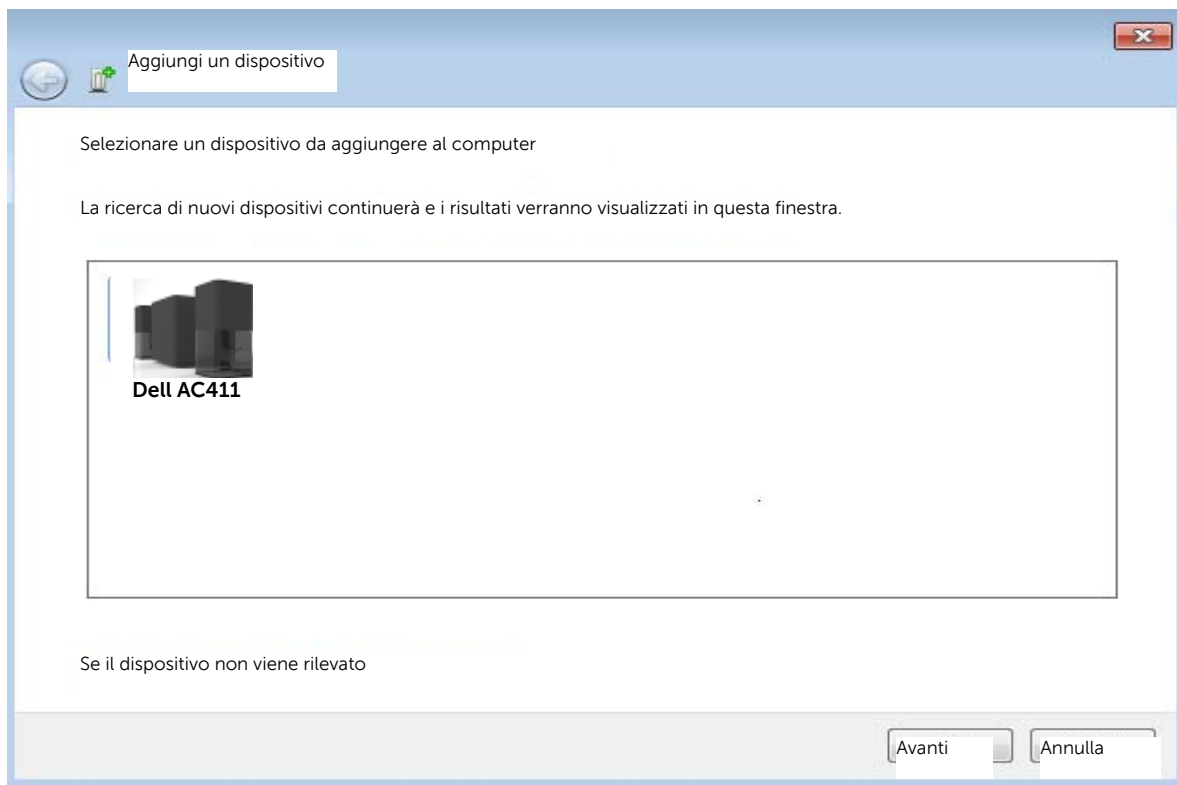 Aggiungi un dispositivo
Selezionare un dispositivo da aggiungere al computer
La ricerca di nuovi dispositivi continuerà e i risultati verranno visualizzati in questa finestra.
Dell AC411
Se il dispositivo non viene rilevato
Avanti
Annulla